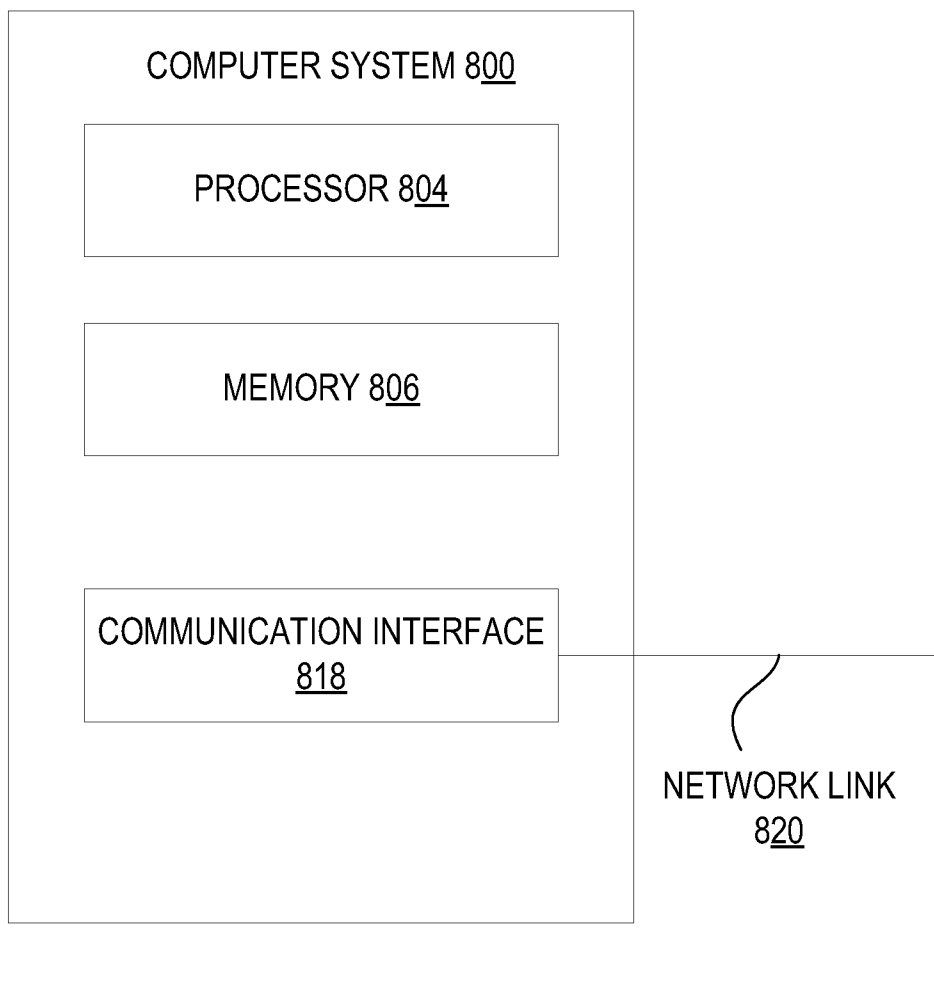 COMPUTER SYSTEM 800
PROCESSOR 804
MEMORY 806
COMMUNICATION INTERFACE
818
NETWORK LINK
820